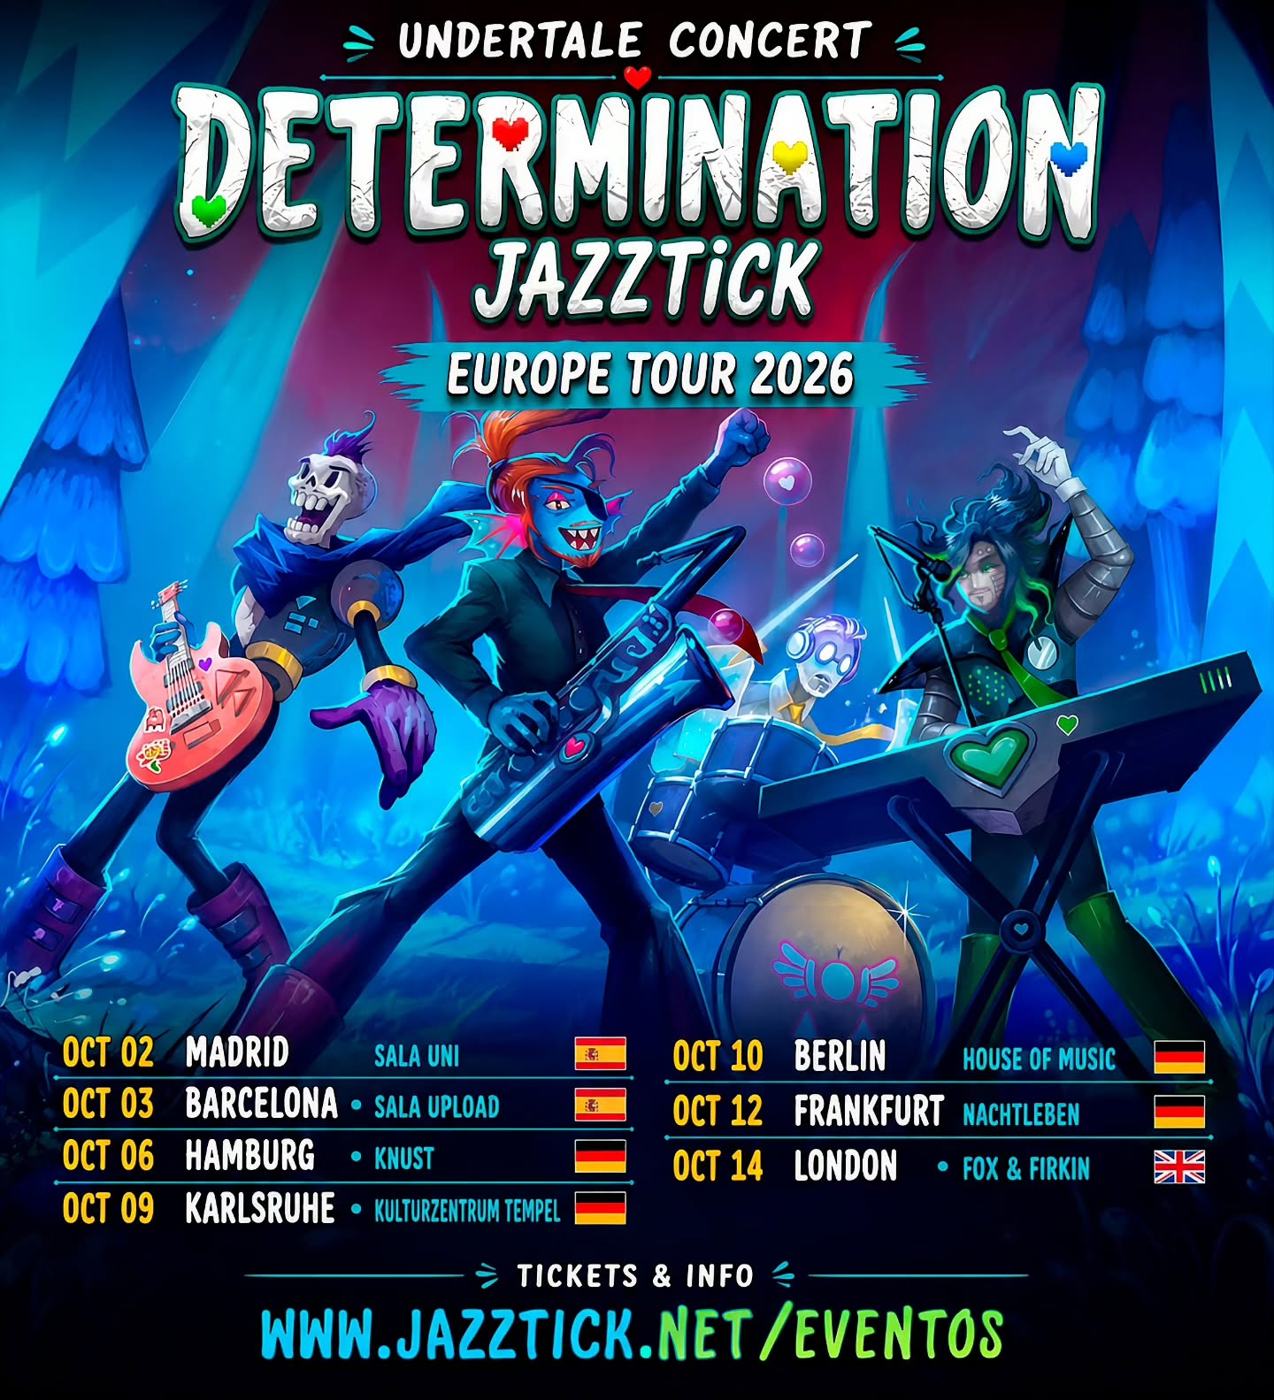 UNDERTALE CONCERT
DETERMINATION
JAZZTiCK
EUROPE TOUR 2026
OCT 02 MADRID SALA UNI
OCT 03 BARCELONA • SALA UPLOAD
OCT 06 HAMBURG • KNUST
OCT 09 KARLSRUHE • KULTURZENTRUM TEMPEL
OCT 10 BERLIN HOUSE OF MUSIC
OCT 12 FRANKFURT NACHTLEBEN
OCT 14 LONDON • FOX & FIRKIN
TICKETS & INFO
WWW.JAZZTICK.NET/EVENTOS